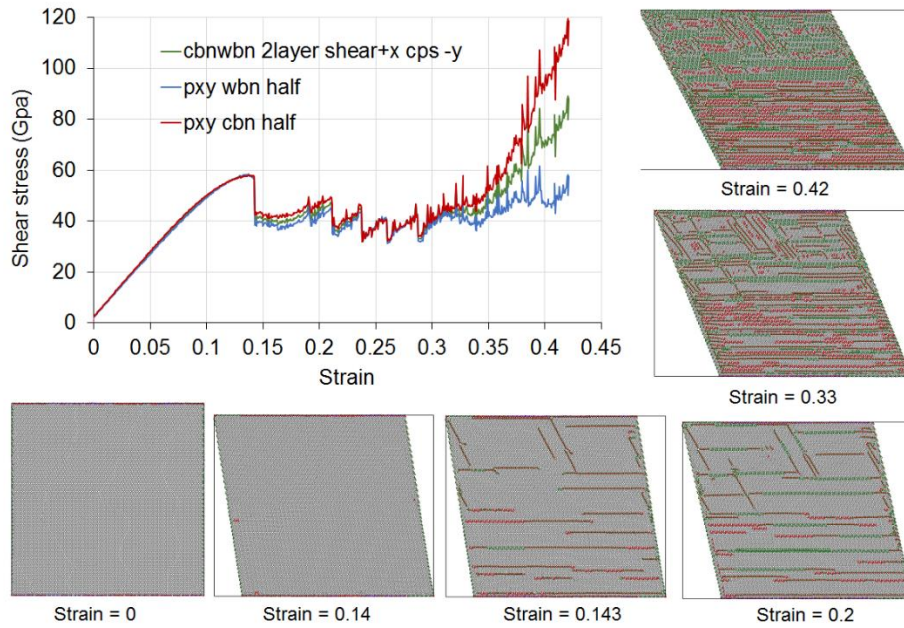 120
100
80
60
40
20
0
Shear stress (Gpa)
cbnwbn 2layer shear+x cps -y
pxy wbn half
pxy cbn half
0 0.05 0.1 0.15 0.2 0.25 0.3 0.35 0.4 0.45
Strain
Strain = 0.42
Strain = 0.33
Strain = 0
Strain = 0.14
Strain = 0.143
Strain = 0.2